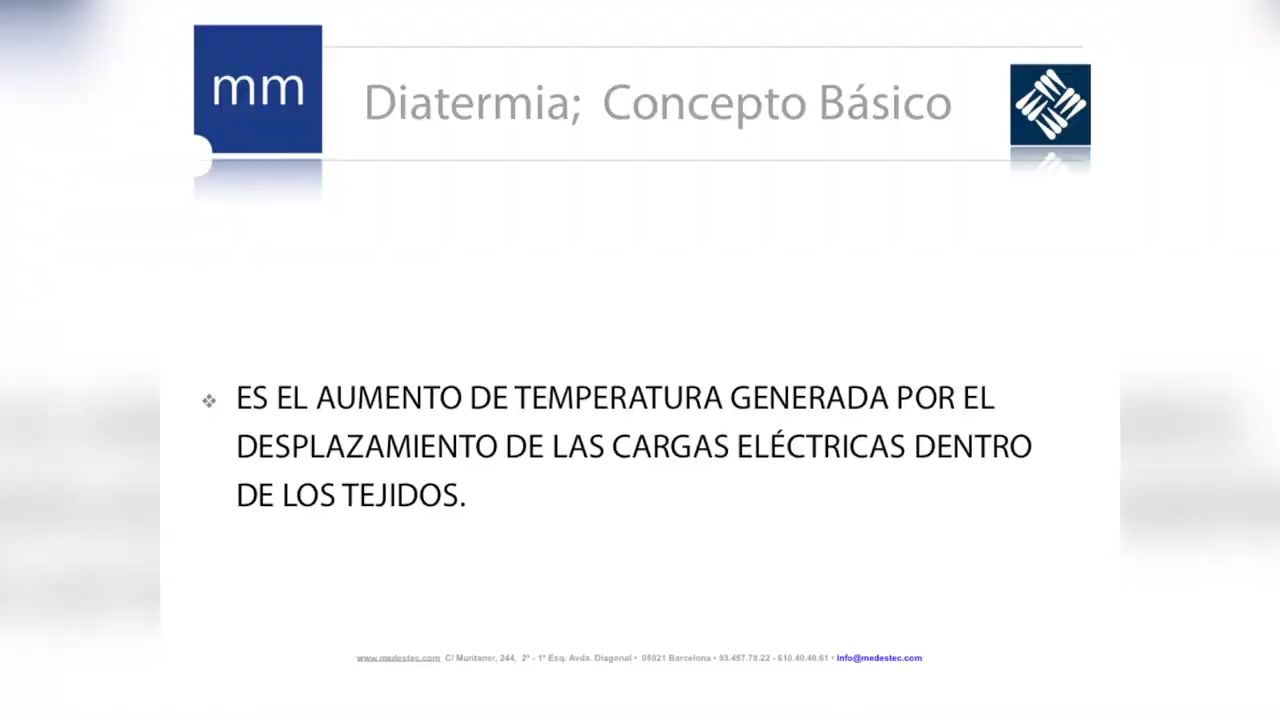 mm
Diatermia; Concepto Básico
❖ ES EL AUMENTO DE TEMPERATURA GENERADA POR EL
DESPLAZAMIENTO DE LAS CARGAS ELÉCTRICAS DENTRO
DE LOS TEJIDOS.
www.medestec.com C/ Muntaner, 244, 2º - 1ª Esq. Avda. Diagonal • 08021 Barcelona • 93.457.78.22 - 610.40.40.61 • info@medestec.com